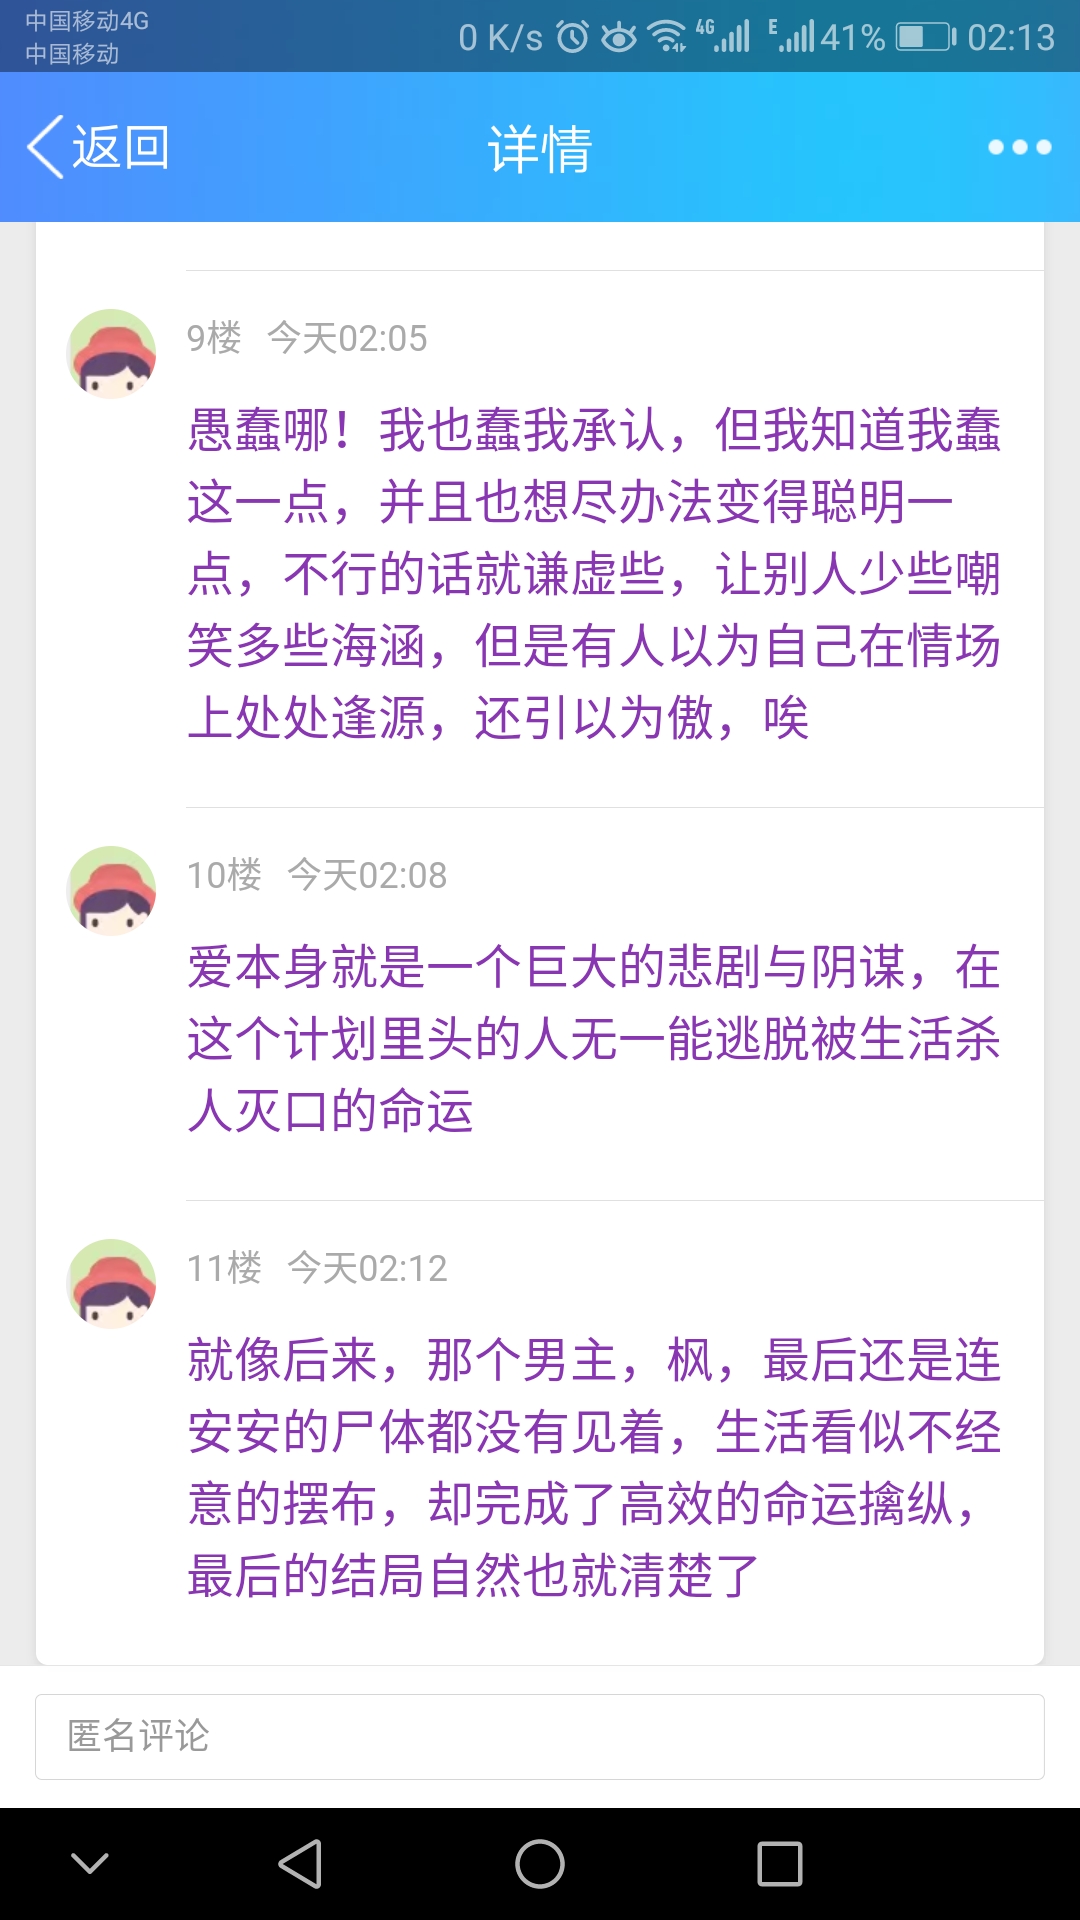 中国移动4G
中国移动
0 K/s 4G E 41% 02:13
返回 详情
9楼 今天02:05
愚蠢哪！我也蠢我承认，但我知道我蠢
这一点，并且也想尽办法变得聪明一
点，不行的话就谦虚些，让别人少些嘲
笑多些海涵，但是有人以为自己在情场
上处处逢源，还引以为傲，唉
10楼 今天02:08
爱本身就是一个巨大的悲剧与阴谋，在
这个计划里头的人无一能逃脱被生活杀
人灭口的命运
11楼 今天02:12
就像后来，那个男主，枫，最后还是连
安安的尸体都没有见着，生活看似不经
意的摆布，却完成了高效的命运擒纵，
最后的结局自然也就清楚了
匿名评论